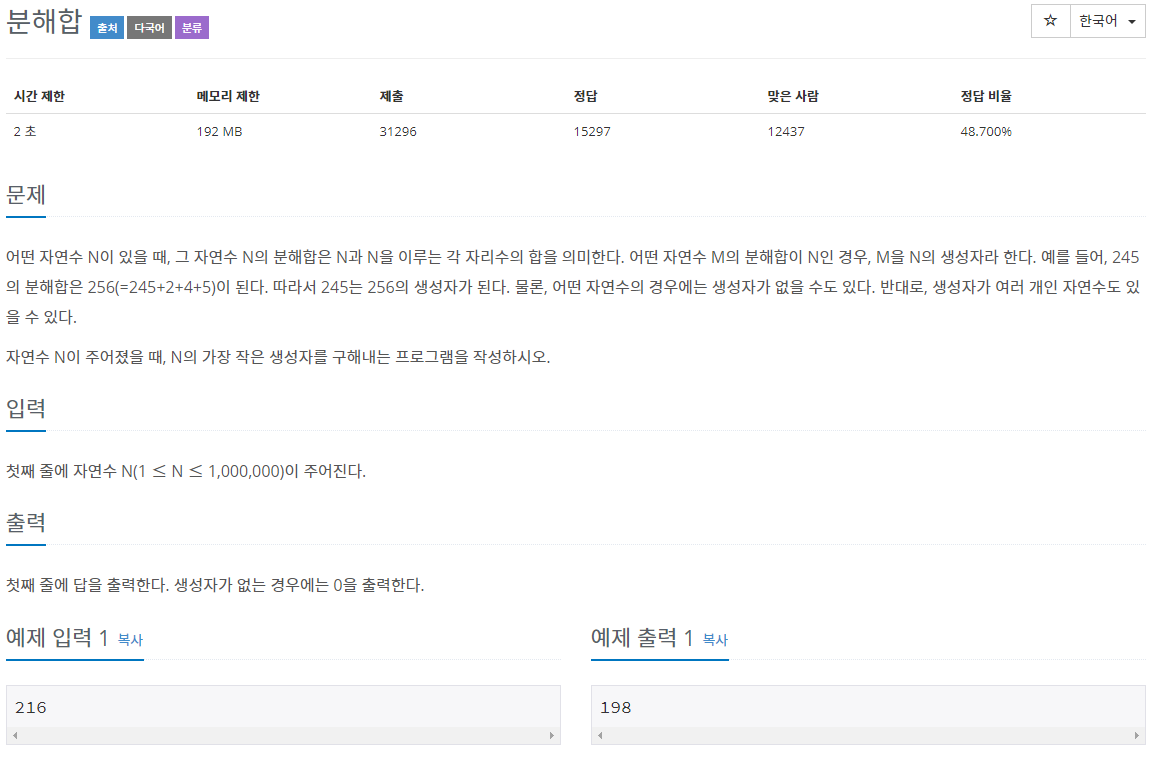 분해합 출처 다국어 분류 ☆ 한국어
시간 제한 메모리 제한 제출 정답 맞은 사람 정답 비율
2 초 192 MB 31296 15297 12437 48.700%
문제
어떤 자연수 N이 있을 때, 그 자연수 N의 분해합은 N과 N을 이루는 각 자리수의 합을 의미한다. 어떤 자연수 M의 분해합이 N인 경우, M을 N의 생성자라 한다. 예를 들어, 245
의 분해합은 256(=245+2+4+5)이 된다. 따라서 245는 256의 생성자가 된다. 물론, 어떤 자연수의 경우에는 생성자가 없을 수도 있다. 반대로, 생성자가 여러 개인 자연수도 있
을 수 있다.
자연수 N이 주어졌을 때, N의 가장 작은 생성자를 구해내는 프로그램을 작성하시오.
입력
첫째 줄에 자연수 N(1 ≤ N ≤ 1,000,000)이 주어진다.
출력
첫째 줄에 답을 출력한다. 생성자가 없는 경우에는 0을 출력한다.
예제 입력 1 복사 예제 출력 1 복사
216 198